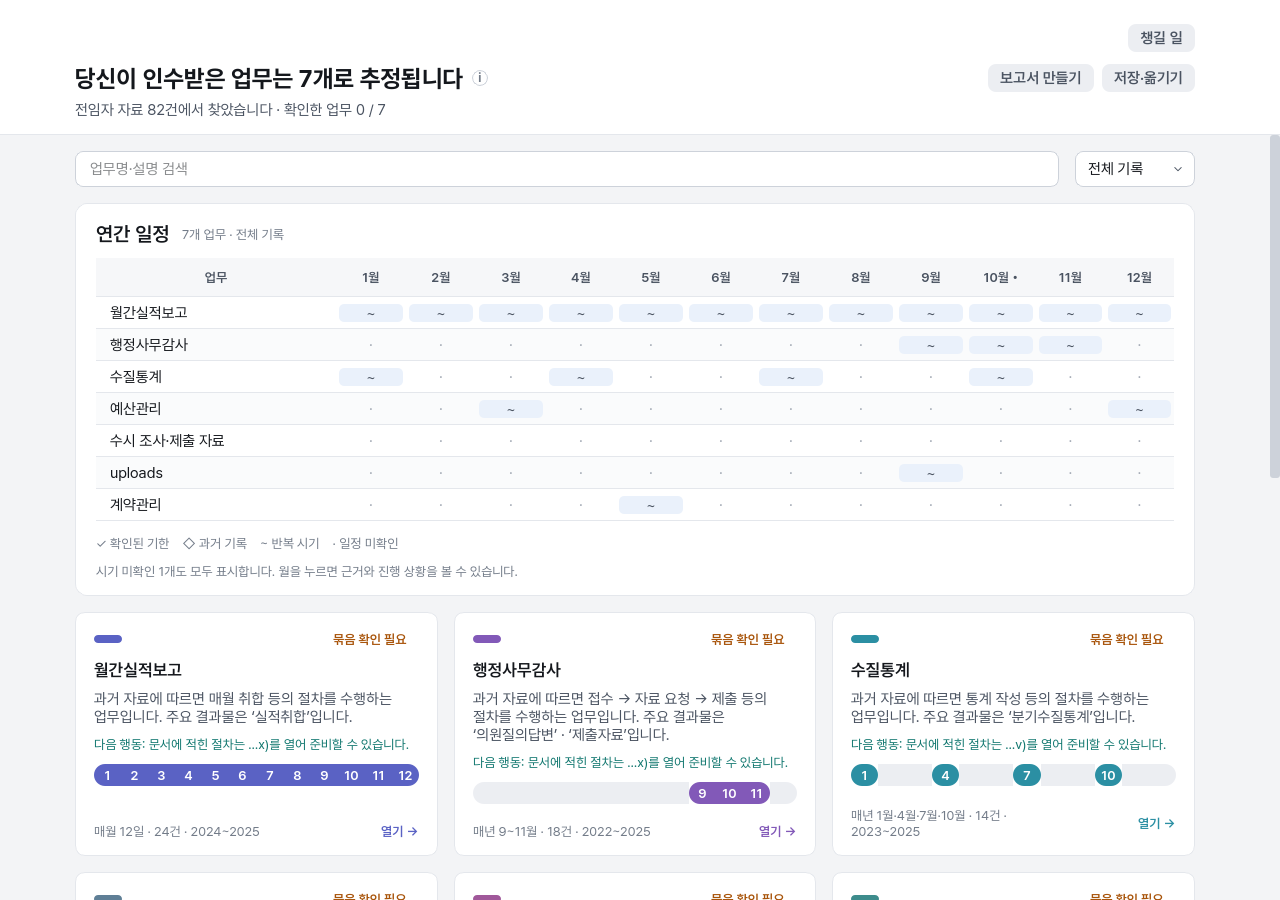 챙길 일
당신이 인수받은 업무는 7개로 추정됩니다 ⓘ
보고서 만들기 저장·옮기기
전임자 자료 82건에서 찾았습니다 · 확인한 업무 0 / 7
업무명·설명 검색 전체 기록
연간 일정 7개 업무 · 전체 기록
업무 1월 2월 3월 4월 5월 6월 7월 8월 9월 10월 • 11월 12월
월간실적보고 ~ ~ ~ ~ ~ ~ ~ ~ ~ ~ ~ ~
행정사무감사 · · · · · · · · ~ ~ ~ ·
수질통계 ~ · · ~ · · ~ · · ~ · ·
예산관리 · · ~ · · · · · · · · ~
수시 조사·제출 자료 · · · · · · · · · · · ·
uploads · · · · · · · · ~ · · ·
계약관리 · · · · ~ · · · · · · ·
✓ 확인된 기한 ◇ 과거 기록 ~ 반복 시기 · 일정 미확인
시기 미확인 1개도 모두 표시합니다. 월을 누르면 근거와 진행 상황을 볼 수 있습니다.
묶음 확인 필요
월간실적보고
과거 자료에 따르면 매월 취합 등의 절차를 수행하는
업무입니다. 주요 결과물은 ‘실적취합’입니다.
다음 행동: 문서에 적힌 절차는 …x)를 열어 준비할 수 있습니다.
1 2 3 4 5 6 7 8 9 10 11 12
매월 12일 · 24건 · 2024~2025 열기 →
묶음 확인 필요
행정사무감사
과거 자료에 따르면 접수 → 자료 요청 → 제출 등의
절차를 수행하는 업무입니다. 주요 결과물은
‘의원질의답변’ · ‘제출자료’입니다.
다음 행동: 문서에 적힌 절차는 …x)를 열어 준비할 수 있습니다.
9 10 11
매년 9~11월 · 18건 · 2022~2025 열기 →
묶음 확인 필요
수질통계
과거 자료에 따르면 통계 작성 등의 절차를 수행하는
업무입니다. 주요 결과물은 ‘분기수질통계’입니다.
다음 행동: 문서에 적힌 절차는 …v)를 열어 준비할 수 있습니다.
1 4 7 10
매년 1월·4월·7월·10월 · 14건 ·
2023~2025 열기 →
묶음 확인 필요 묶음 확인 필요 묶음 확인 필요